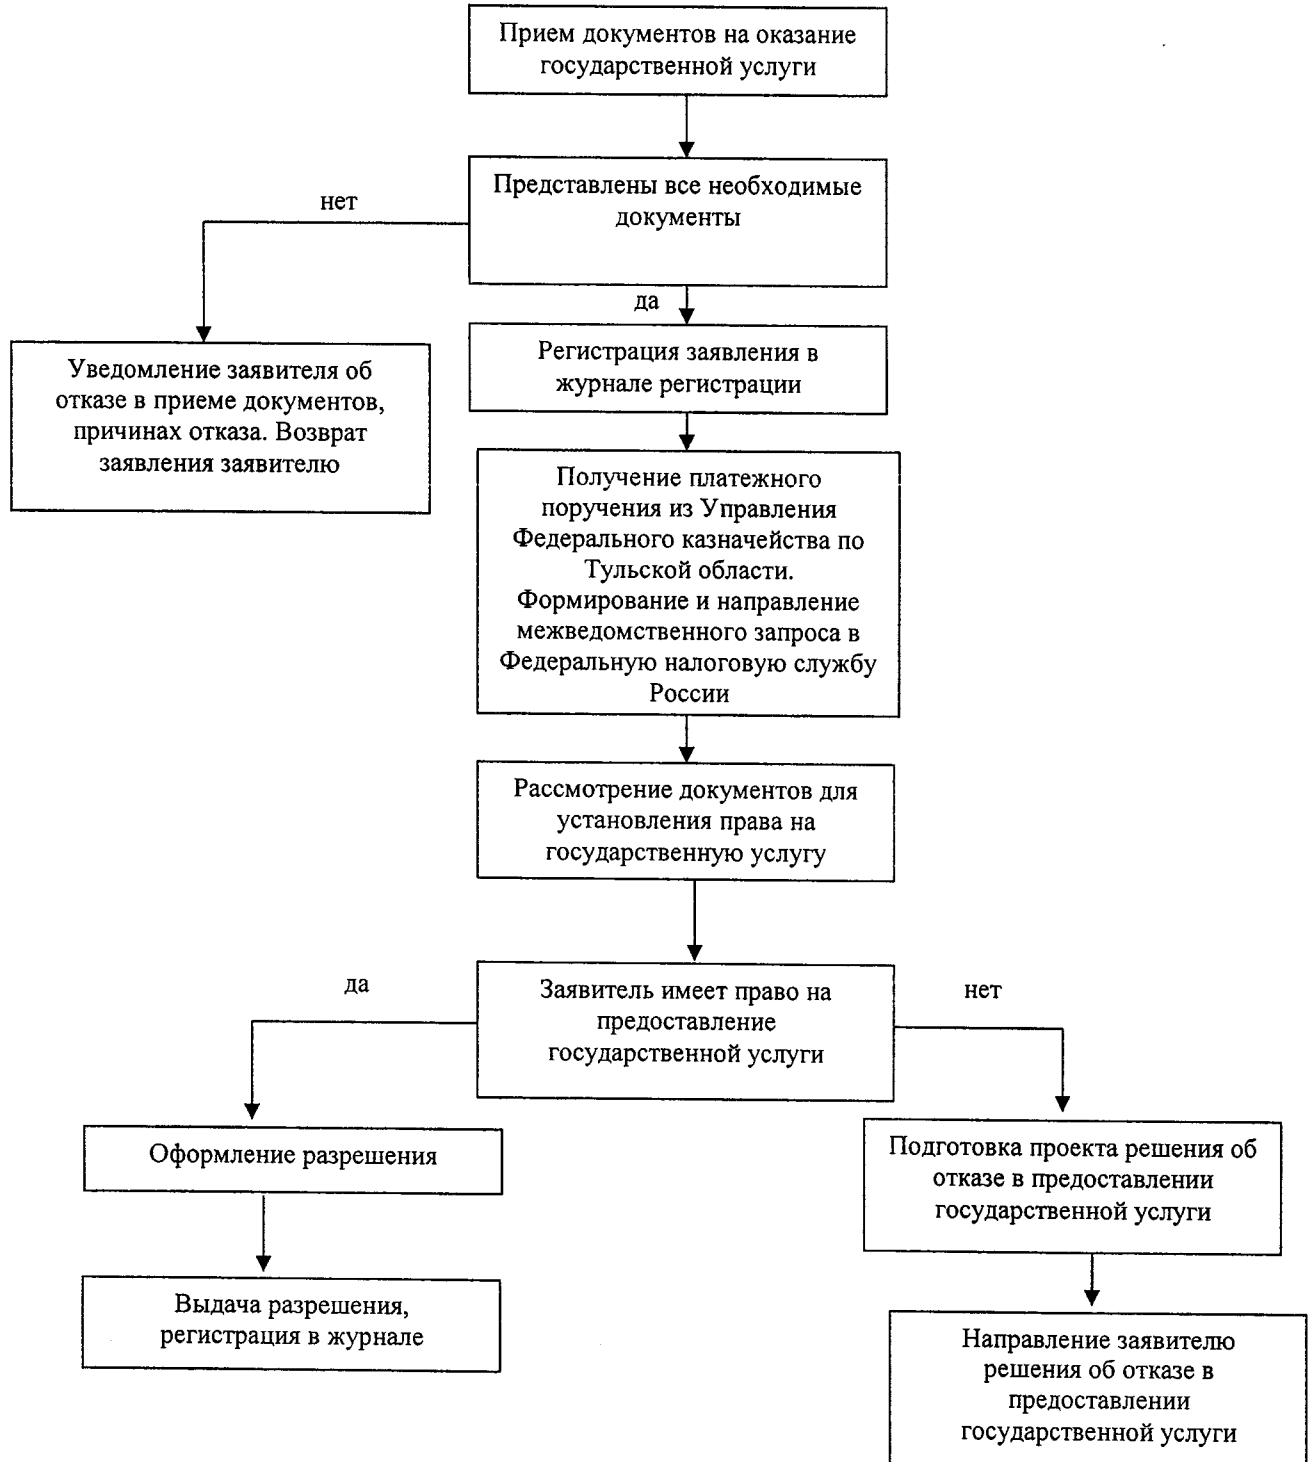 Прием документов на оказание
государственной услуги
Представлены все необходимые
документы
нет
да
Регистрация заявления в
журнале регистрации
Уведомление заявителя об
отказе в приеме документов,
причинах отказа. Возврат
заявления заявителю
Получение платежного
поручения из Управления
Федерального казначейства по
Тульской области.
Формирование и направление
межведомственного запроса в
Федеральную налоговую службу
России
Рассмотрение документов для
установления права на
государственную услугу
Заявитель имеет право на
предоставление
государственной услуги
да
нет
Оформление разрешения
Выдача разрешения,
регистрация в журнале
Подготовка проекта решения об
отказе в предоставлении
государственной услуги
Направление заявителю
решения об отказе в
предоставлении
государственной услуги